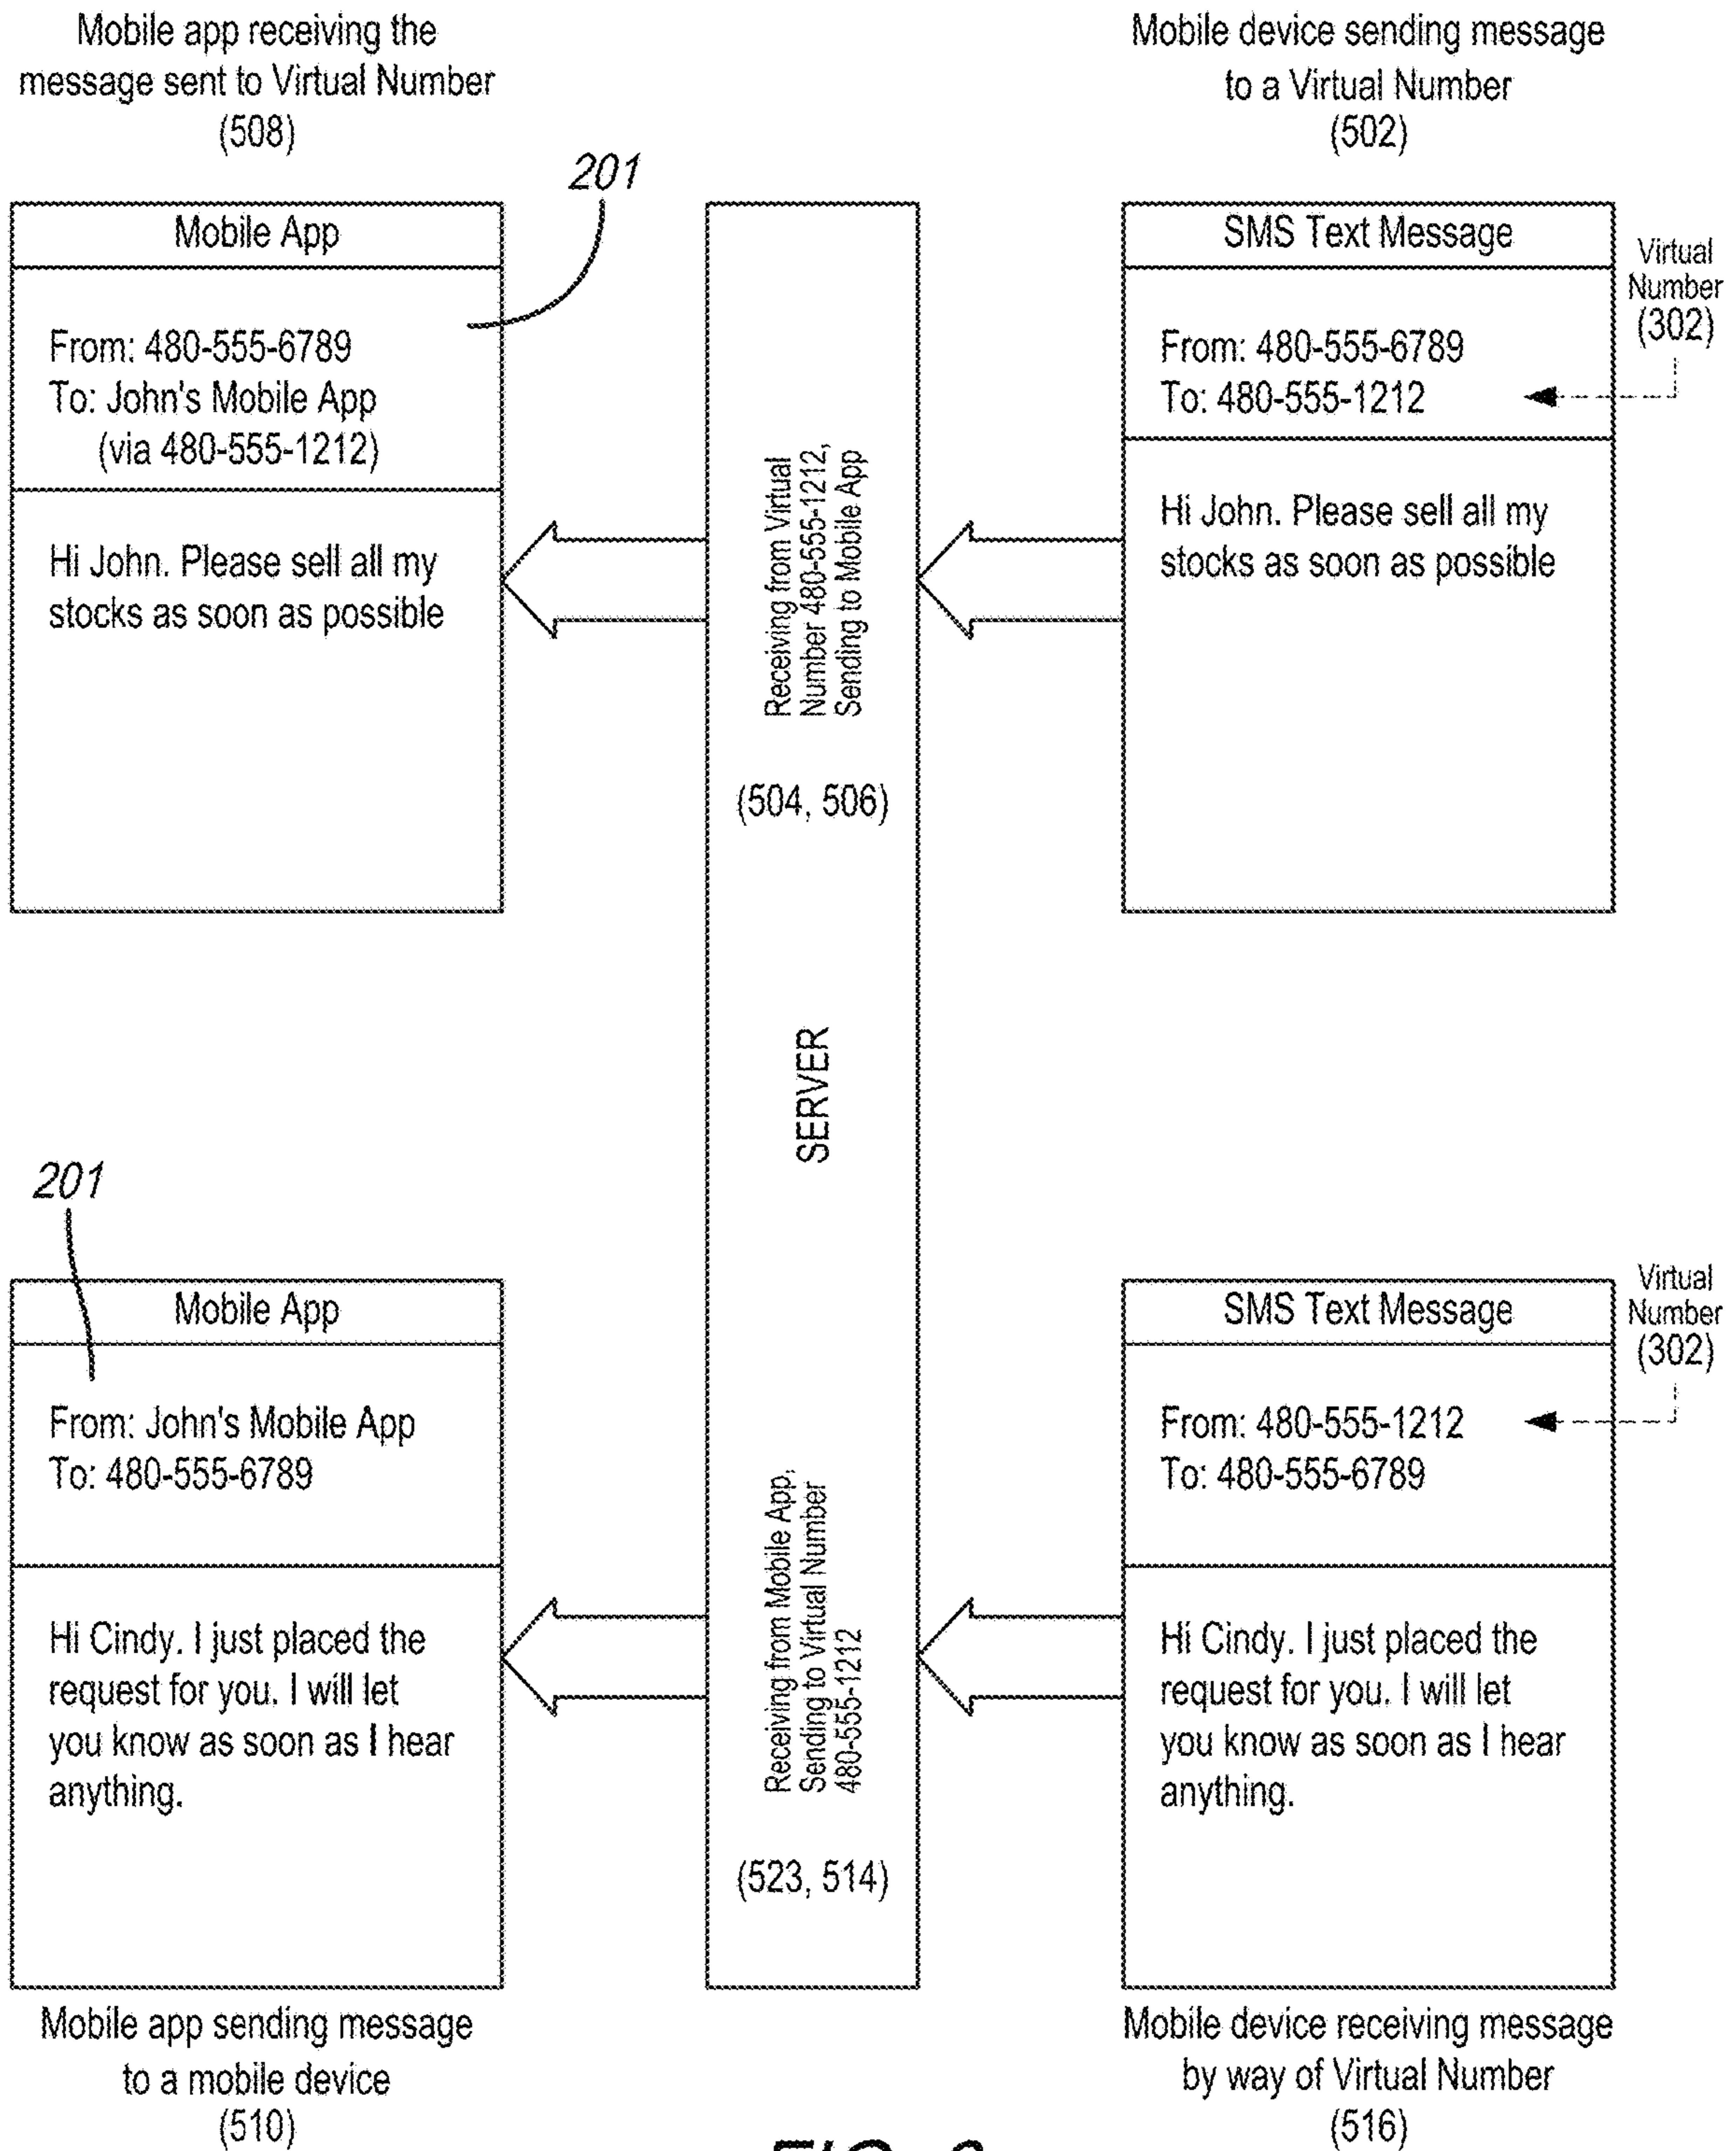 Mobile app receiving the
message sent to Virtual Number
(508)
Mobile device sending message
to a Virtual Number
(502)
201
Mobile App
From: 480-555-6789
To: John's Mobile App
(via 480-555-1212)
Hi John. Please sell all my
stocks as soon as possible
Receiving from Virtual
Number 480-555-1212,
Sending to Mobile App
(504, 506)
SMS Text Message
From: 480-555-6789
To: 480-555-1212
Hi John. Please sell all my
stocks as soon as possible
Virtual
Number
(302)
SERVER
201
Mobile App
From: John's Mobile App
To: 480-555-6789
Hi Cindy. I just placed the
request for you. I will let
you know as soon as I hear
anything.
Receiving from Mobile App,
Sending to Virtual Number
480-555-1212
(523, 514)
SMS Text Message
From: 480-555-1212
To: 480-555-6789
Hi Cindy. I just placed the
request for you. I will let
you know as soon as I hear
anything.
Virtual
Number
(302)
Mobile app sending message
to a mobile device
(510)
Mobile device receiving message
by way of Virtual Number
(516)